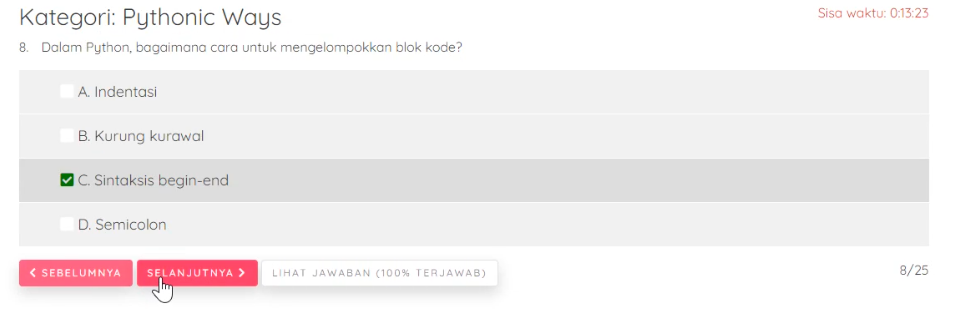 Kategori: Pythonic Ways
Sisa waktu: 0:13:23
8. Dalam Python, bagaimana cara untuk mengelompokkan blok kode?
A. Indentasi
B. Kurung kurawal
C. Sintaksis begin-end
D. Semicolon
< SEBELUMNYA
SELANJUTNYA >
LIHAT JAWABAN (100% TERJAWAB)
8/25